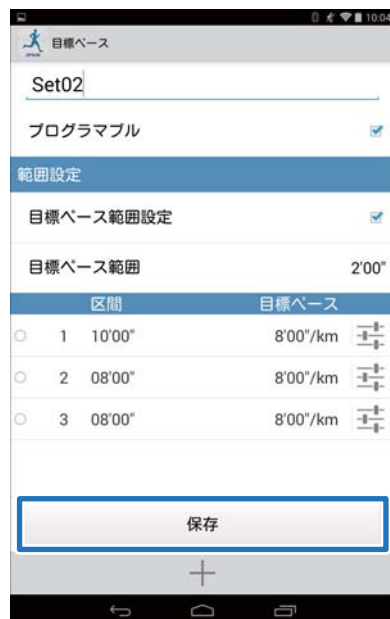 10:04
EPSON
目標ペース
Set02
プログラマブル
範囲設定
目標ペース範囲設定
目標ペース範囲 2'00"
区間 目標ペース
1 10'00" 8'00"/km
2 08'00" 8'00"/km
3 08'00" 8'00"/km
保存
+